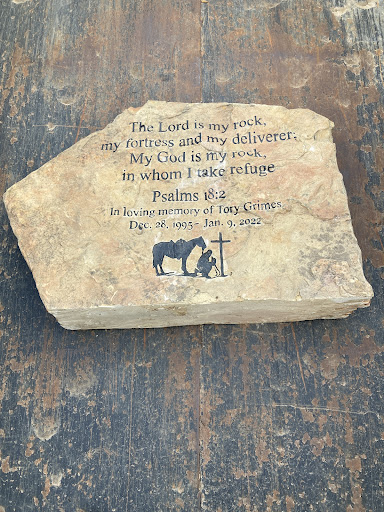 The Lord is my rock,
my fortress and my deliverer;
My God is my rock,
in whom I take refuge
Psalms 18:2
In loving memory of Tory Grimes
Dec. 28, 1995 - Jan. 9, 2022